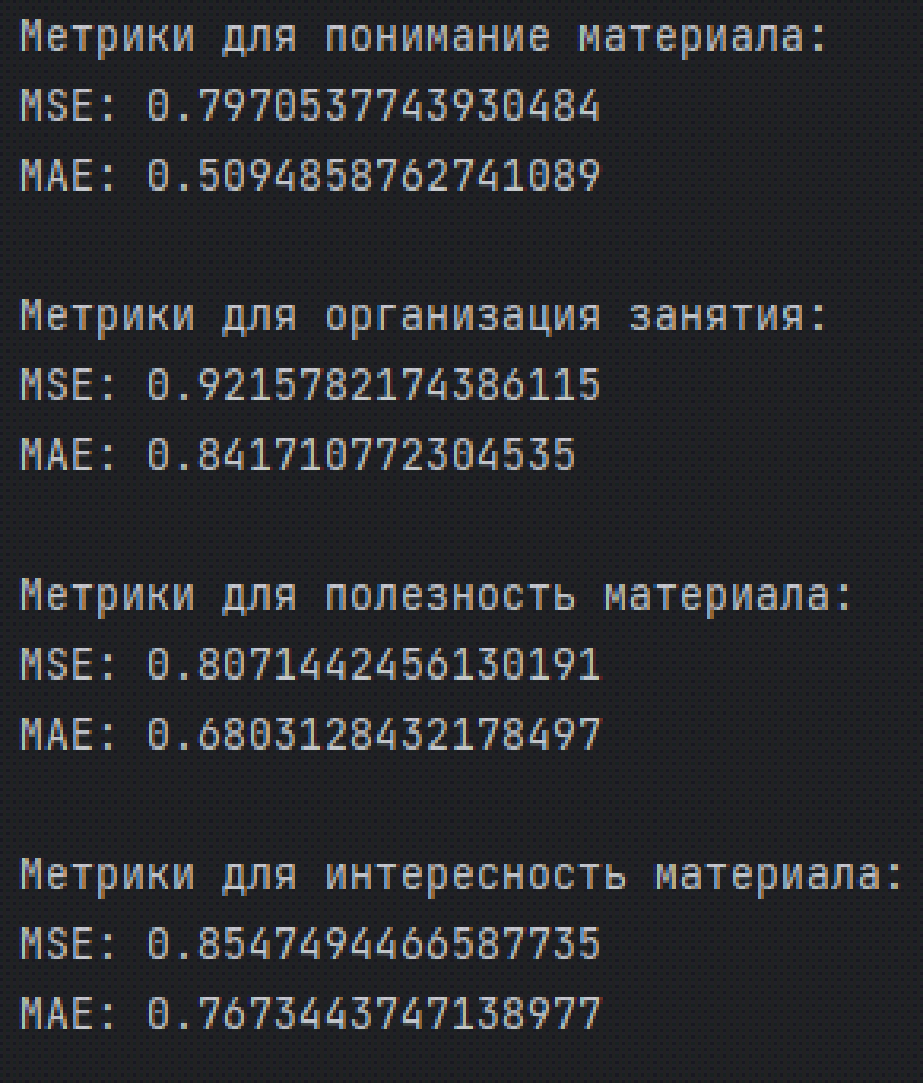 Метрики для понимание материала:
MSE: 0.7970537743930484
MAE: 0.5094858762741089
Метрики для организация занятия:
MSE: 0.9215782174386115
MAE: 0.841710772304535
Метрики для полезность материала:
MSE: 0.8071442456130191
MAE: 0.6803128432178497
Метрики для интересность материала:
MSE: 0.8547494466587735
MAE: 0.7673443747138977